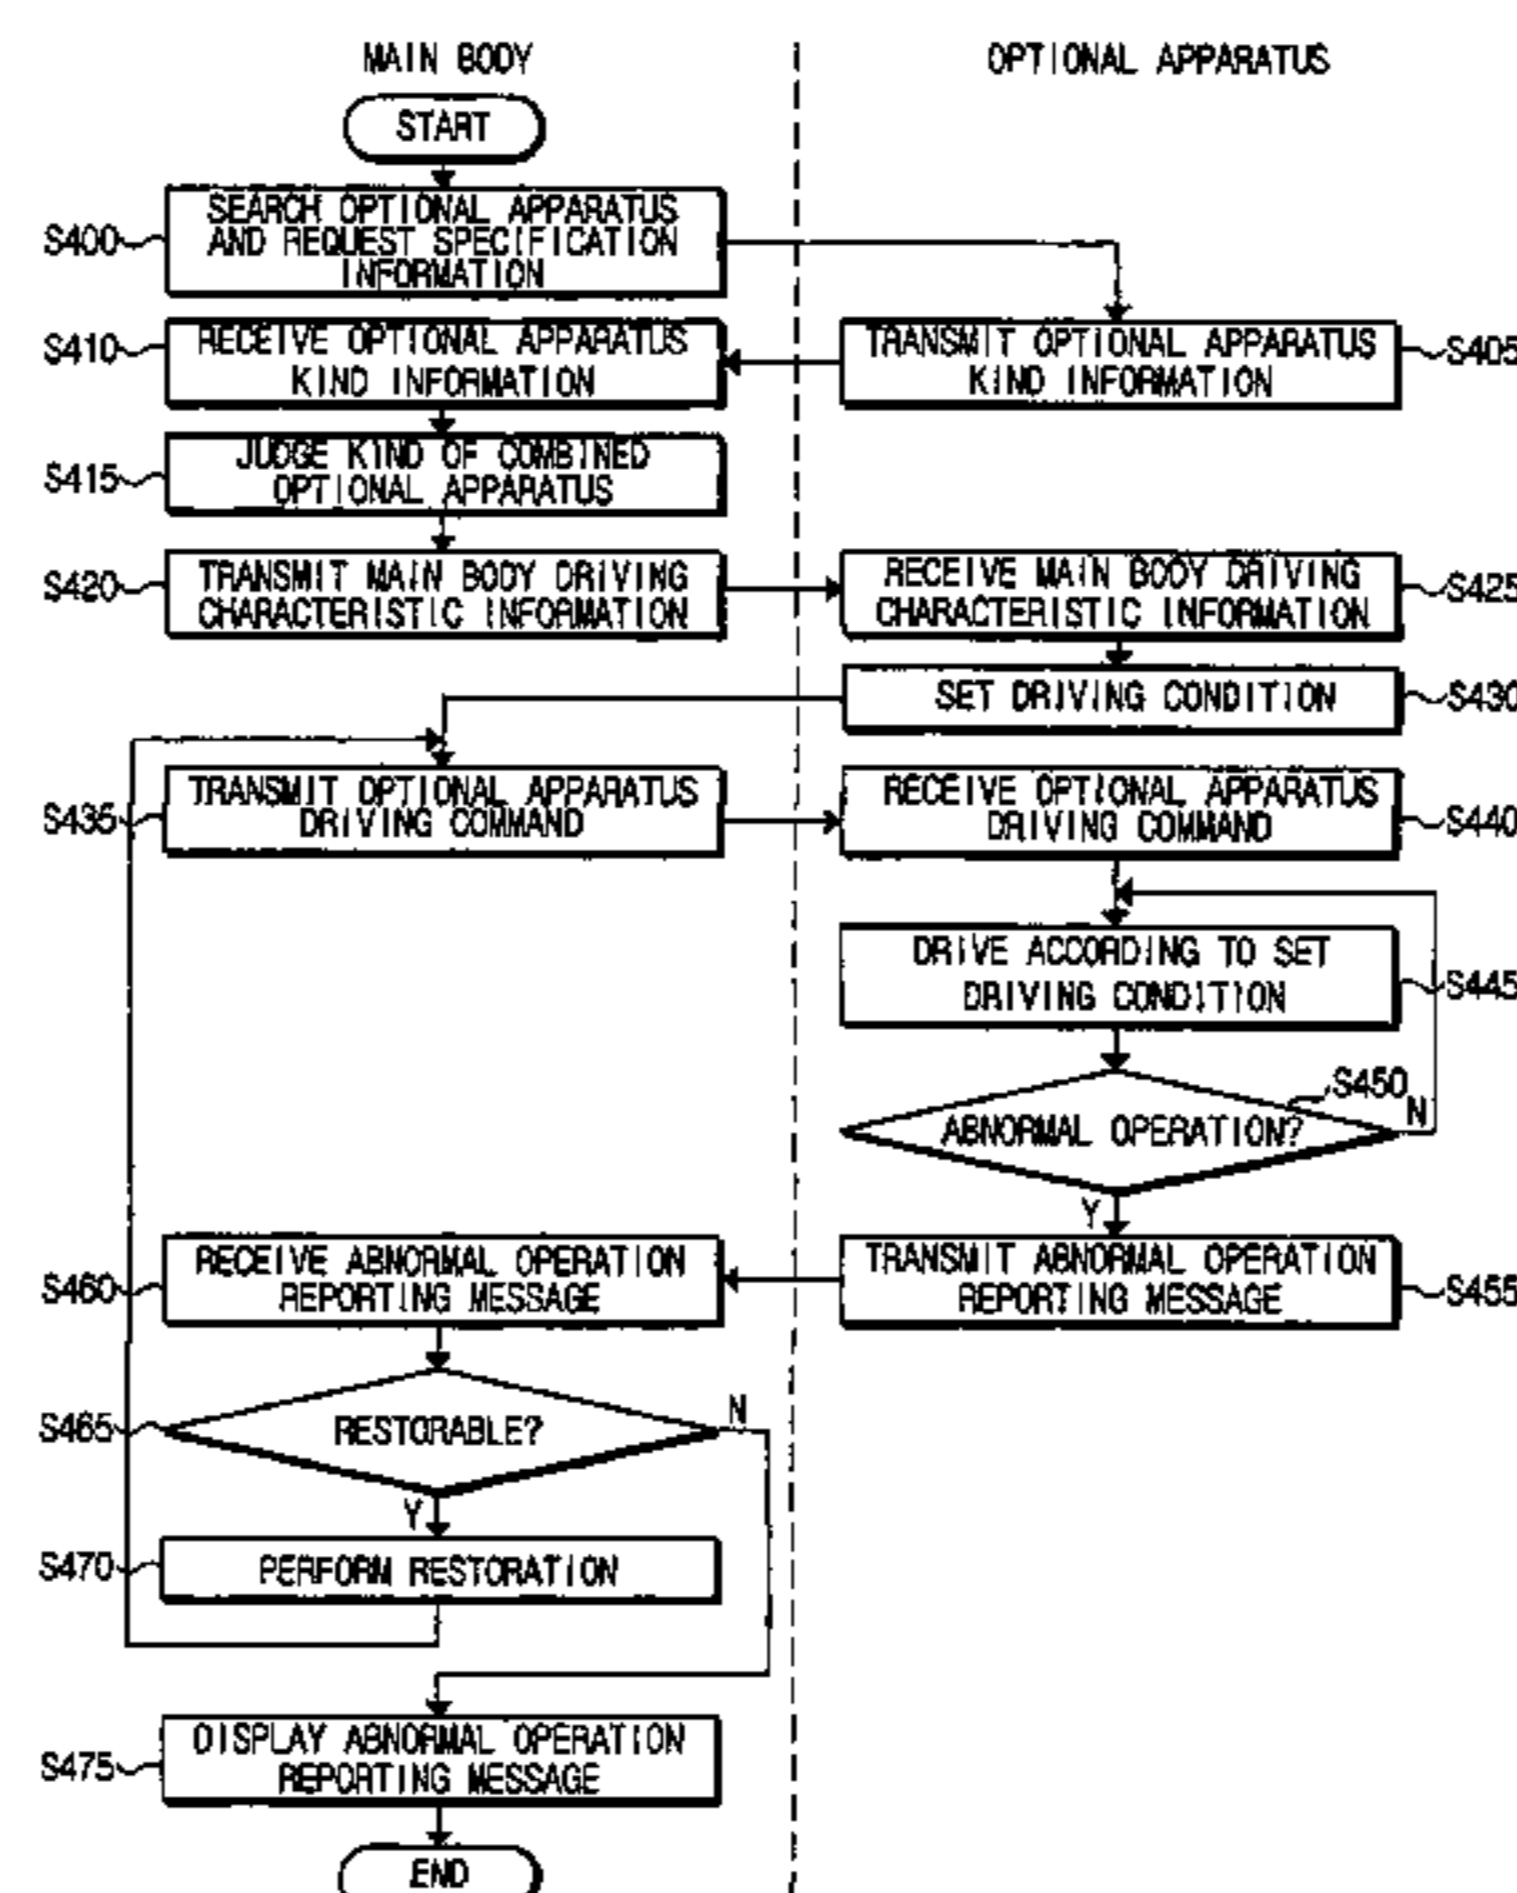 MAIN BODY
OPTIONAL APPARATUS
START
S400
SEARCH OPTIONAL APPARATUS
AND REQUEST SPECIFICATION
INFORMATION
S410
RECEIVE OPTIONAL APPARATUS
KIND INFORMATION
TRANSMIT OPTIONAL APPARATUS
KIND INFORMATION
S405
S415
JUDGE KIND OF COMBINED
OPTIONAL APPARATUS
S420
TRANSMIT MAIN BODY DRIVING
CHARACTERISTIC INFORMATION
RECEIVE MAIN BODY DRIVING
CHARACTERISTIC INFORMATION
S425
SET DRIVING CONDITION
S430
S435
TRANSMIT OPTIONAL APPARATUS
DRIVING COMMAND
RECEIVE OPTIONAL APPARATUS
DRIVING COMMAND
S440
DRIVE ACCORDING TO SET
DRIVING CONDITION
S445
S450
ABNORMAL OPERATION?
N
Y
S460
RECEIVE ABNORMAL OPERATION
REPORTING MESSAGE
TRANSMIT ABNORMAL OPERATION
REPORTING MESSAGE
S455
S465
RESTORABLE?
N
Y
S470
PERFORM RESTORATION
S475
DISPLAY ABNORMAL OPERATION
REPORTING MESSAGE
END